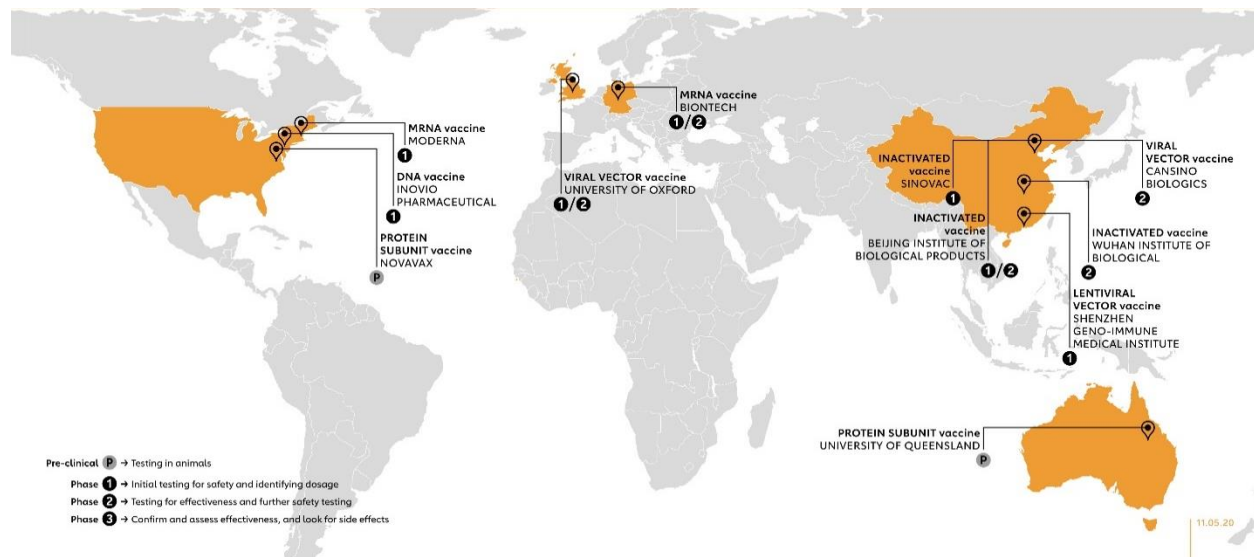 MRNA vaccine
MODERNA
1
DNA vaccine
INOVIO
PHARMACEUTICAL
1
PROTEIN
SUBUNIT vaccine
NOVAVAX
P
VIRAL VECTOR vaccine
UNIVERSITY OF OXFORD
1/2
MRNA vaccine
BIONTECH
1/2
INACTIVATED
vaccine
SINOVAC
1
INACTIVATED
vaccine
BEIJING INSTITUTE OF
BIOLOGICAL PRODUCTS
1/2
VIRAL
VECTOR vaccine
CANSINO
BIOLOGICS
2
INACTIVATED vaccine
WUHAN INSTITUTE OF
BIOLOGICAL
2
LENTIVIRAL
VECTOR vaccine
SHENZHEN
GENO-IMMUNE
MEDICAL INSTITUTE
1
PROTEIN SUBUNIT vaccine
UNIVERSITY OF QUEENSLAND
P
Pre-clinical P → Testing in animals
Phase 1 → Initial testing for safety and identifying dosage
Phase 2 → Testing for effectiveness and further safety testing
Phase 3 → Confirm and assess effectiveness, and look for side effects
11.05.20